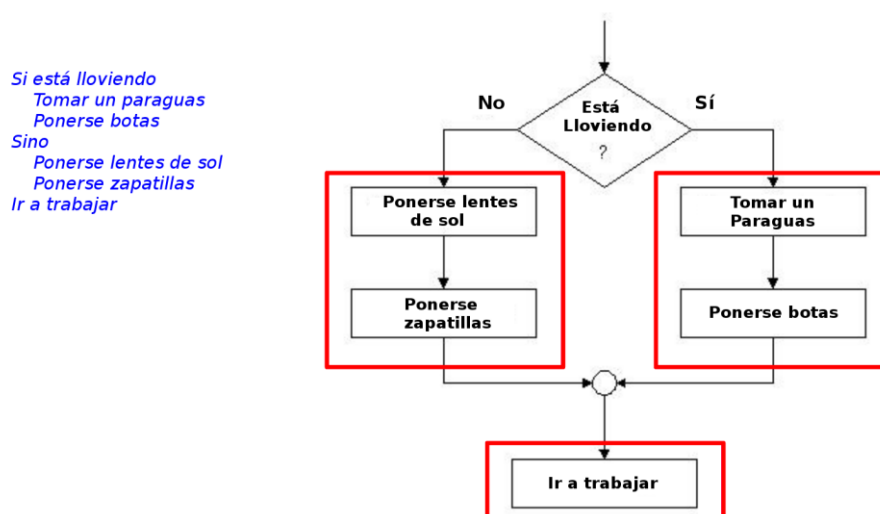 Si está lloviendo
Tomar un paraguas
Ponerse botas
Sino
Ponerse lentes de sol
Ponerse zapatillas
Ir a trabajar
No
Está
Lloviendo
?
Sí
Ponerse lentes
de sol
Tomar un
Paraguas
Ponerse
zapatillas
Ponerse botas
Ir a trabajar